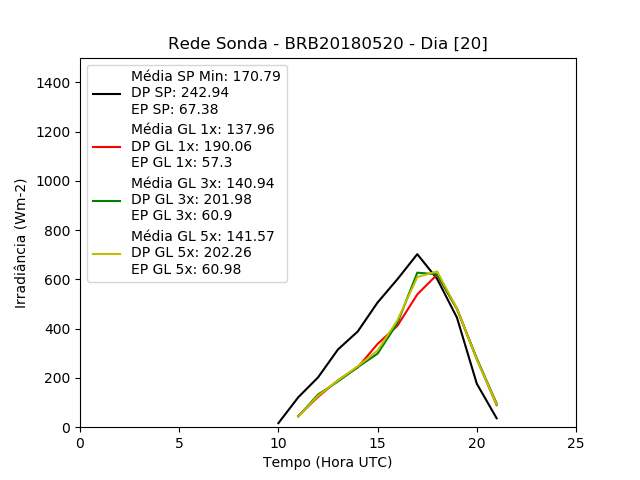 Rede Sonda - BRB20180520 - Dia [20]
Irradiância (Wm-2)
1400
1200
1000
800
600
400
200
0
Média SP Min: 170.79
DP SP: 242.94
EP SP: 67.38
Média GL 1x: 137.96
DP GL 1x: 190.06
EP GL 1x: 57.3
Média GL 3x: 140.94
DP GL 3x: 201.98
EP GL 3x: 60.9
Média GL 5x: 141.57
DP GL 5x: 202.26
EP GL 5x: 60.98
0 5 10 15 20 25
Tempo (Hora UTC)